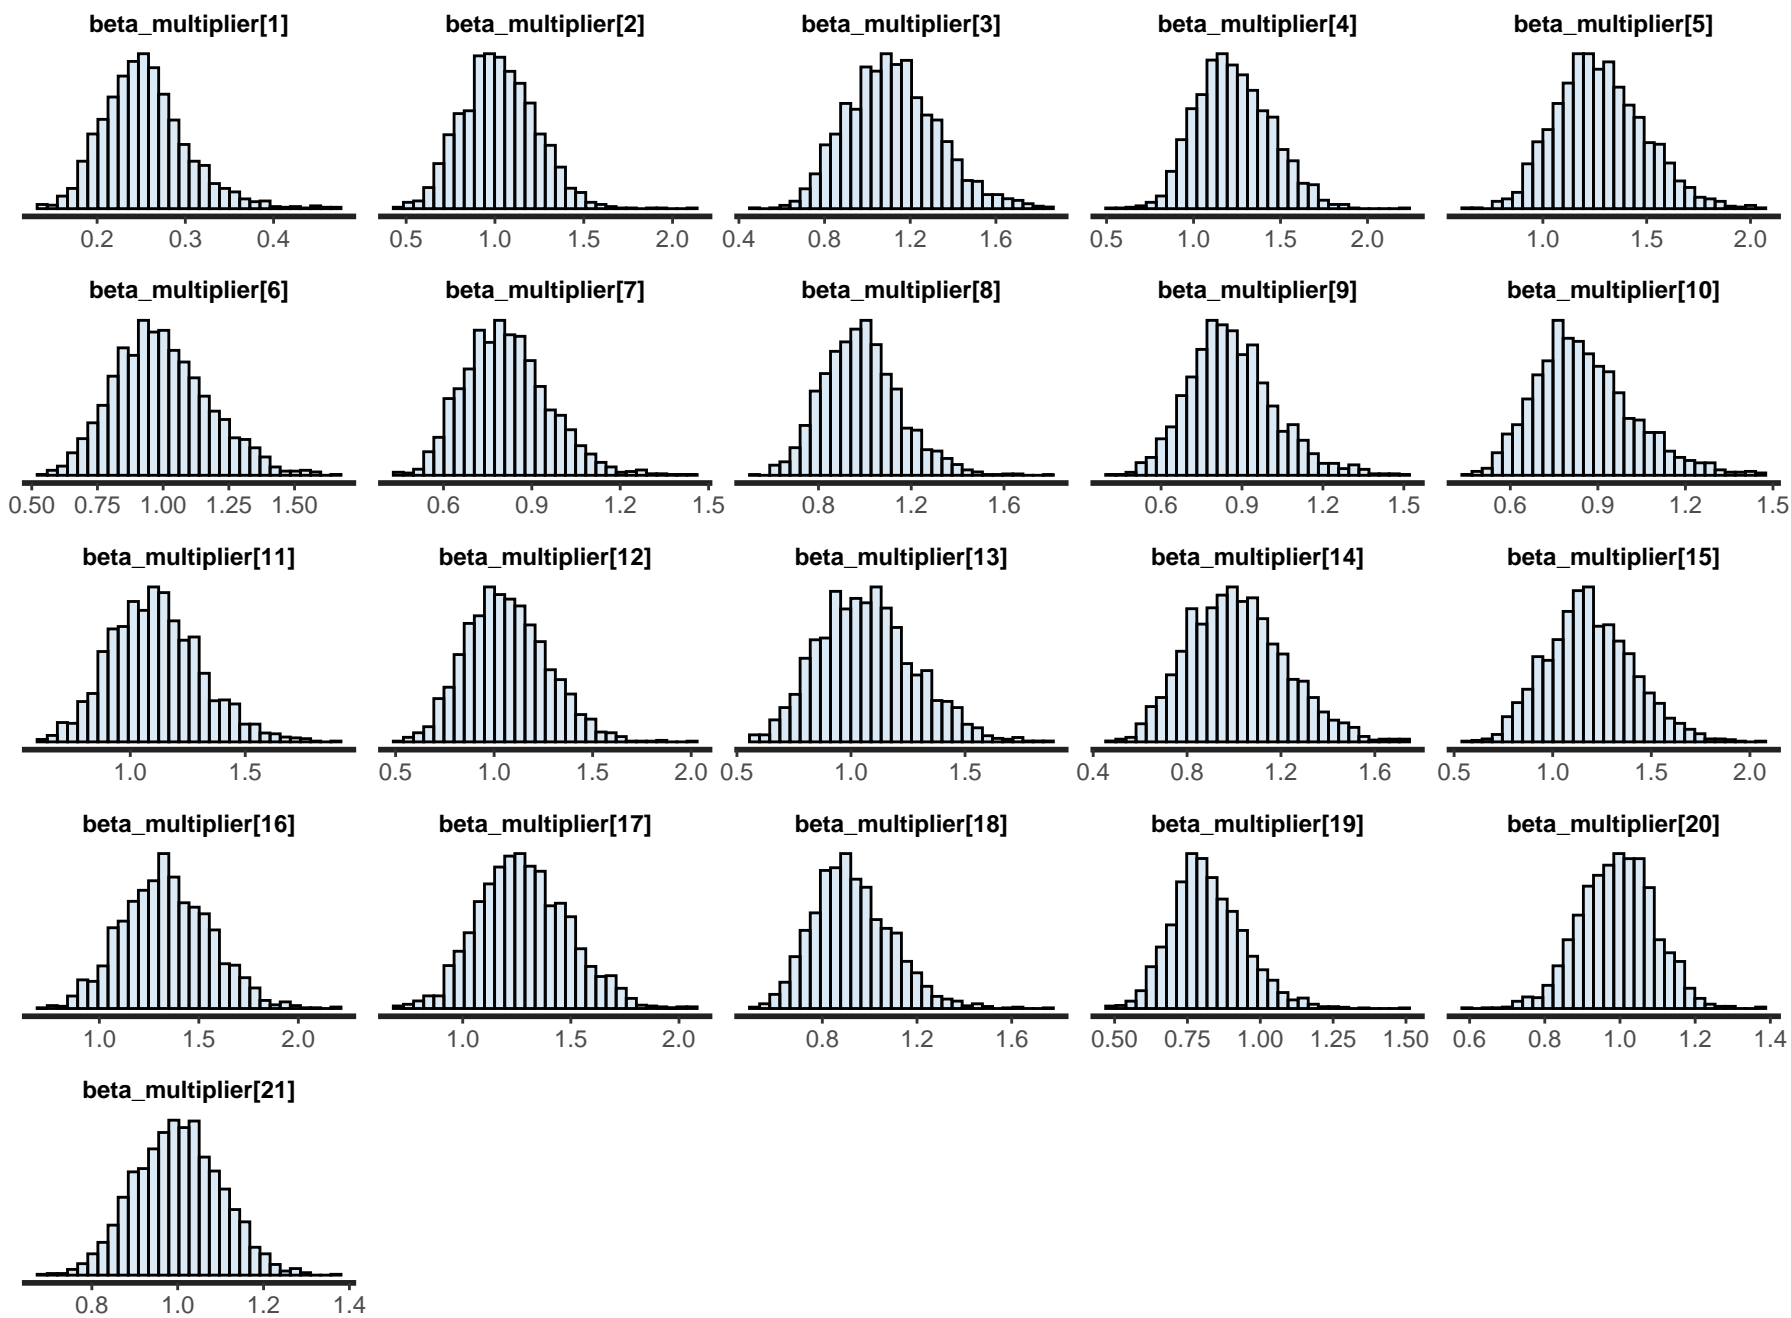 beta_multiplier[1] beta_multiplier[2] beta_multiplier[3] beta_multiplier[4] beta_multiplier[5]
0.2 0.3 0.4 0.5 1.0 1.5 2.0 0.4 0.8 1.2 1.6 0.5 1.0 1.5 2.0 1.0 1.5 2.0
beta_multiplier[6] beta_multiplier[7] beta_multiplier[8] beta_multiplier[9] beta_multiplier[10]
0.50 0.75 1.00 1.25 1.50 0.6 0.9 1.2 1.5 0.8 1.2 1.6 0.6 0.9 1.2 1.5 0.6 0.9 1.2 1.5
beta_multiplier[11] beta_multiplier[12] beta_multiplier[13] beta_multiplier[14] beta_multiplier[15]
1.0 1.5 0.5 1.0 1.5 2.0 0.5 1.0 1.5 0.4 0.8 1.2 1.6 0.5 1.0 1.5 2.0
beta_multiplier[16] beta_multiplier[17] beta_multiplier[18] beta_multiplier[19] beta_multiplier[20]
1.0 1.5 2.0 1.0 1.5 2.0 0.8 1.2 1.6 0.50 0.75 1.00 1.25 1.50 0.6 0.8 1.0 1.2 1.4
beta_multiplier[21]
0.8 1.0 1.2 1.4